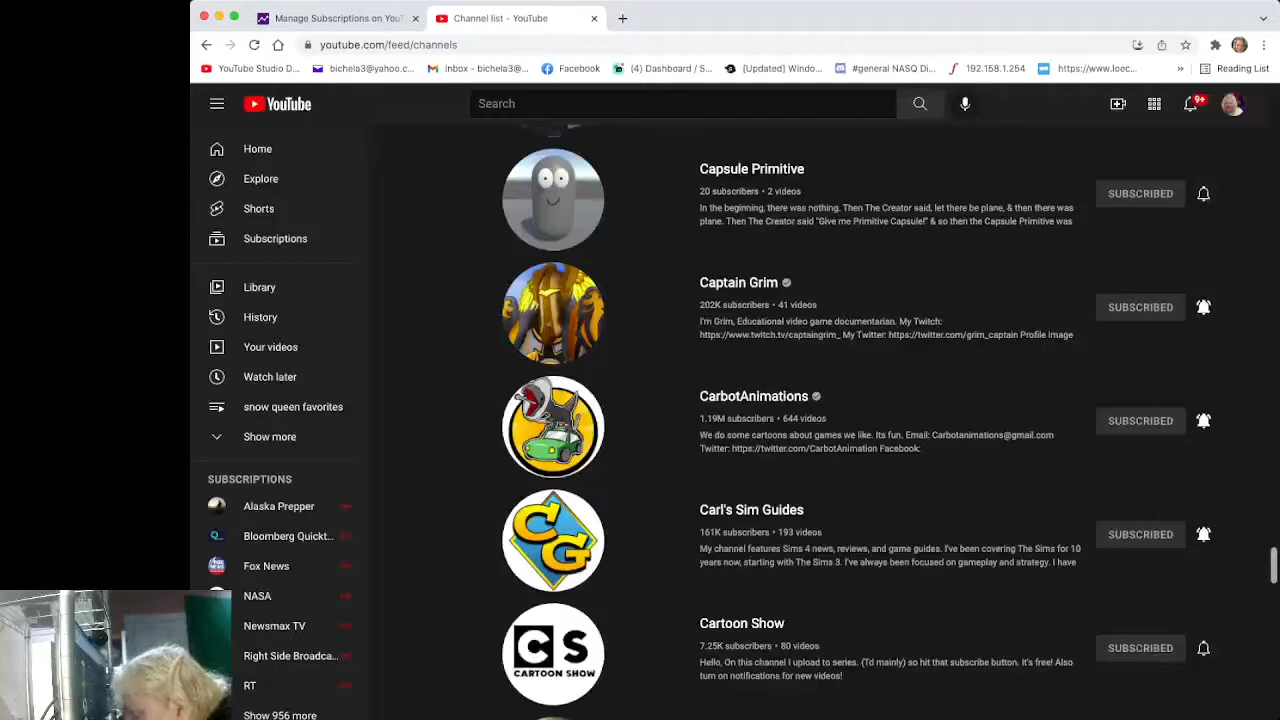 Manage Subscriptions on You
Channel list - YouTube
youtube.com/feed/channels
YouTube Studio D...
bichela3@yahoo.c...
Inbox - bichela3@...
Facebook
(4) Dashboard / S...
[Updated] Windo...
#general NASQ Di...
192.158.1.254
https://www.loec...
»
Reading List
YouTube
Search
9+
Home
Explore
Shorts
Subscriptions
Library
History
Your videos
Watch later
snow queen favorites
Show more
SUBSCRIPTIONS
Alaska Prepper
Bloomberg Quickt...
Fox News
NASA
Newsmax TV
Right Side Broadca...
RT
Show 956 more
Capsule Primitive
20 subscribers • 2 videos
In the beginning, there was nothing. Then The Creator said, let there be plane, & then there was
plane. Then The Creator said "Give me Primitive Capsule!" & so then the Capsule Primitive was
SUBSCRIBED
Captain Grim
202K subscribers • 41 videos
I'm Grim, Educational video game documentarian. My Twitch:
https://www.twitch.tv/captaingrim_ My Twitter: https://twitter.com/grim_captain Profile image
SUBSCRIBED
CarbotAnimations
1.19M subscribers • 644 videos
We do some cartoons about games we like. Its fun. Email: Carbotanimations@gmail.com
Twitter: https://twitter.com/CarbotAnimation Facebook:
SUBSCRIBED
CG
Carl's Sim Guides
161K subscribers • 193 videos
My channel features Sims 4 news, reviews, and game guides. I've been covering The Sims for 10
years now, starting with The Sims 3. I've always been focused on gameplay and strategy. I have
SUBSCRIBED
CS
CARTOON SHOW
Cartoon Show
7.25K subscribers • 80 videos
Hello, On this channel I upload to series. (Td mainly) so hit that subscribe button. It's free! Also
turn on notifications for new videos!
SUBSCRIBED